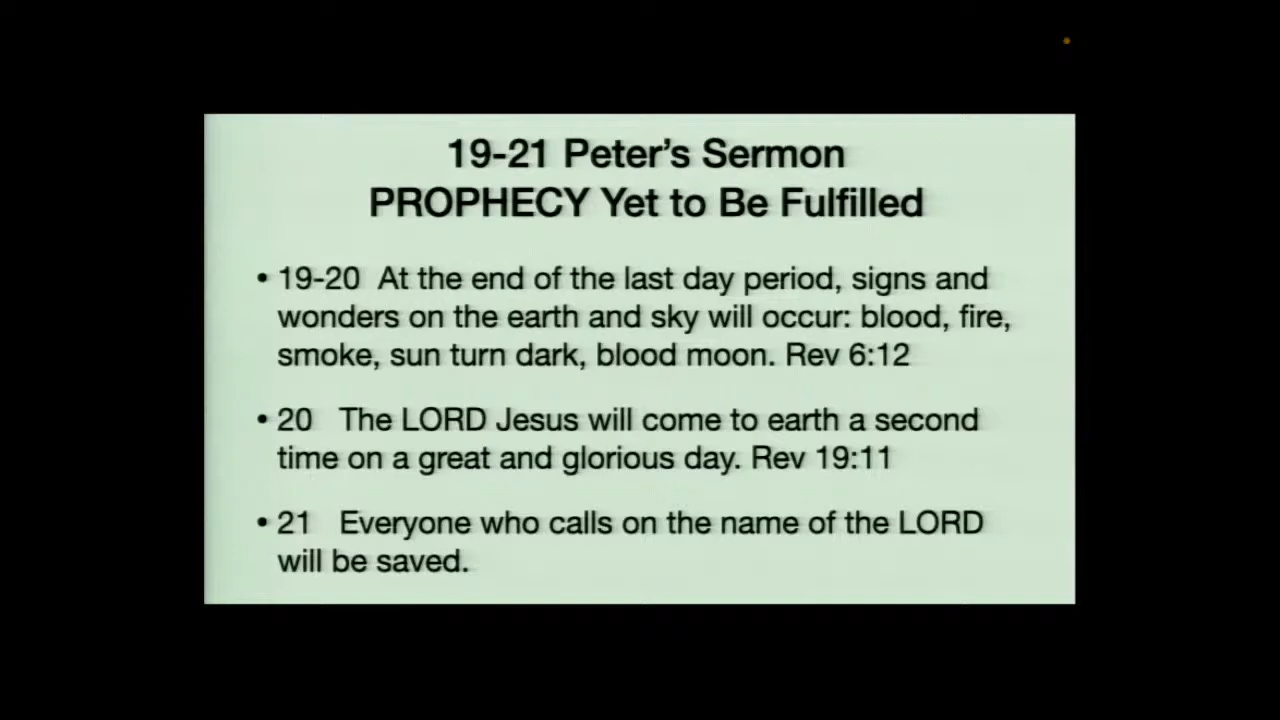 19-21 Peter's Sermon
PROPHECY Yet to Be Fulfilled
• 19-20 At the end of the last day period, signs and
wonders on the earth and sky will occur: blood, fire,
smoke, sun turn dark, blood moon. Rev 6:12
• 20 The LORD Jesus will come to earth a second
time on a great and glorious day. Rev 19:11
• 21 Everyone who calls on the name of the LORD
will be saved.